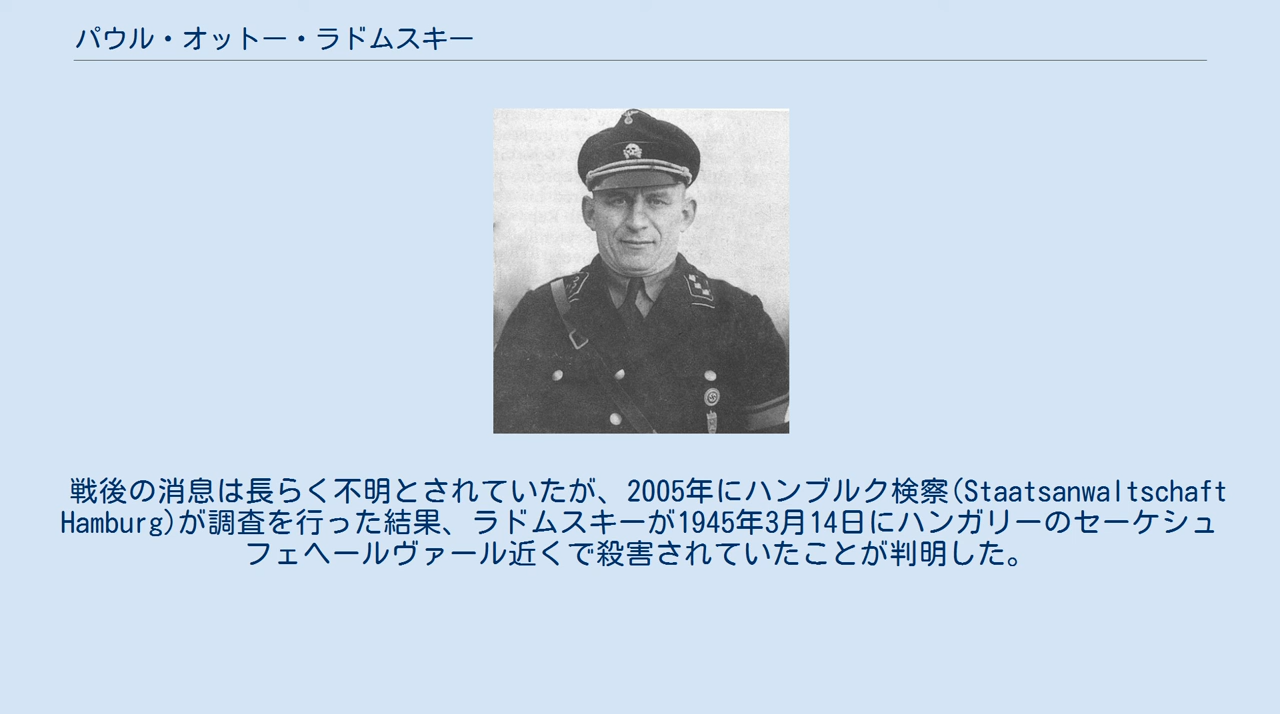 パウル・オットー・ラドムスキー
戦後の消息は長らく不明とされていたが、2005年にハンブルク検察(Staatsanwaltschaft
Hamburg)が調査を行った結果、ラドムスキーが1945年3月14日にハンガリーのセーケシュ
フェヘールヴァール近くで殺害されていたことが判明した。